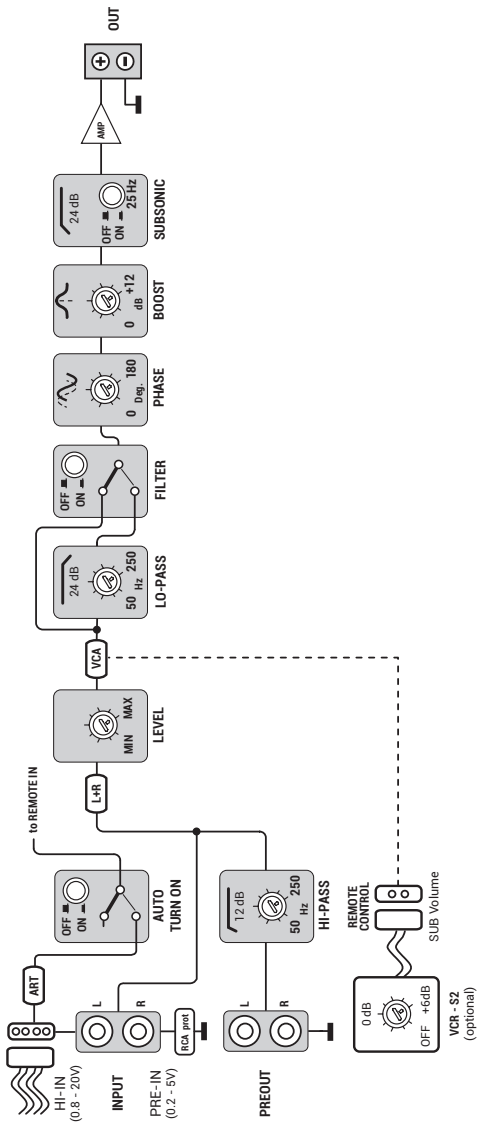 HI-IN
(0.8 - 20V)
ART
OFF
ON
AUTO
TURN ON
to REMOTE IN
INPUT
L
R
PRE-IN
(0.2 - 5V)
RCA prot
PREOUT
L
R
12 dB
50 Hz 250
HI-PASS
L+R
MIN MAX
LEVEL
VCA
24 dB
50 Hz 250
LO-PASS
OFF
ON
FILTER
0 Deg. 180
PHASE
0 dB +12
BOOST
24 dB
OFF
ON
25 Hz
SUBSONIC
AMP
+
−
OUT
0 dB
OFF +6dB
VCR - S2
(optional)
REMOTE
CONTROL
SUB Volume